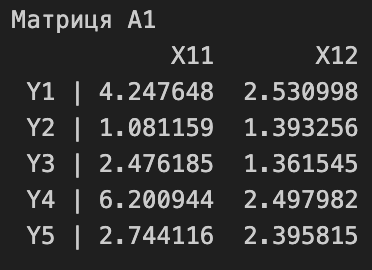 Матриця A1
X11 X12
Y1 | 4.247648 2.530998
Y2 | 1.081159 1.393256
Y3 | 2.476185 1.361545
Y4 | 6.200944 2.497982
Y5 | 2.744116 2.395815